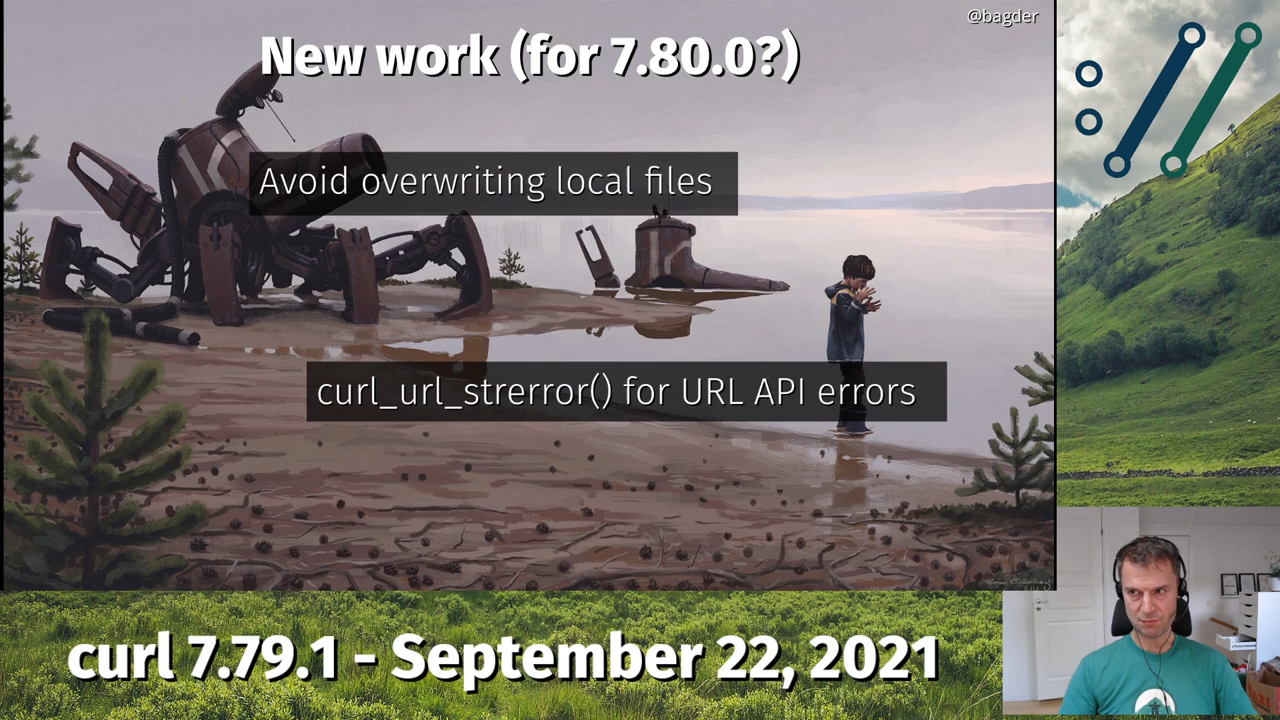 @bagder
New work (for 7.80.0?)
Avoid overwriting local files
curl_url_strerror() for URL API errors
curl 7.79.1 - September 22, 2021